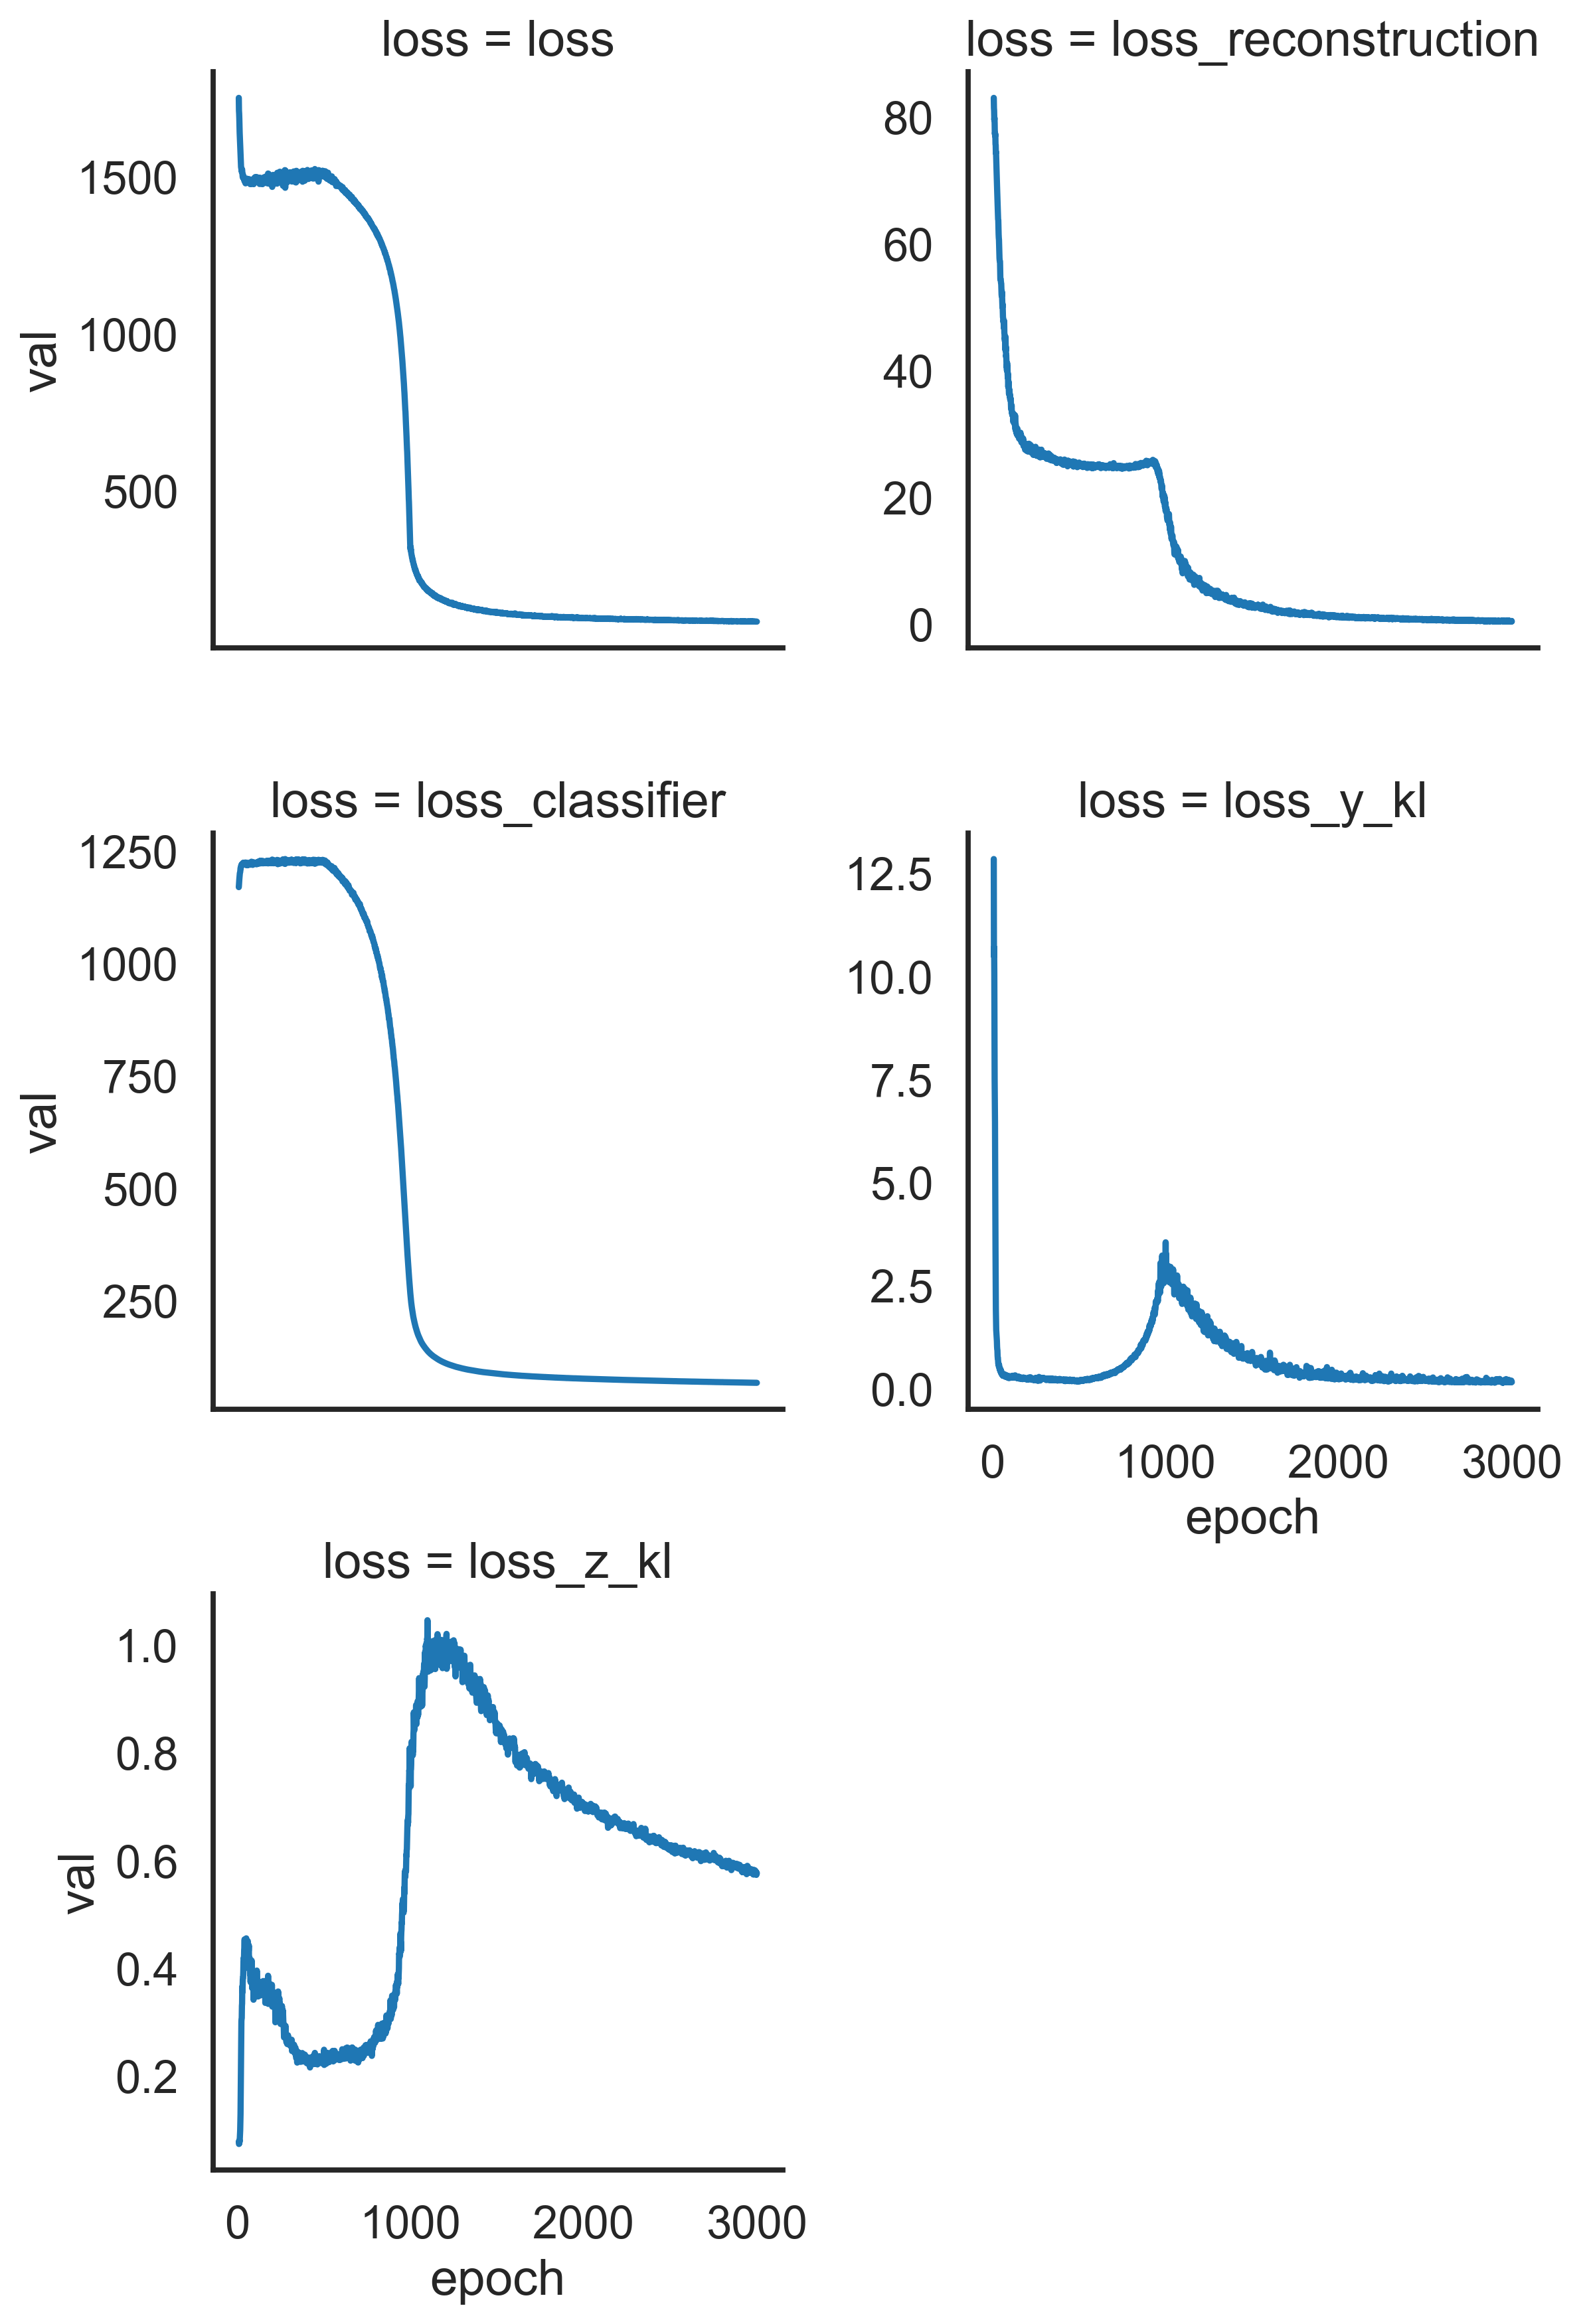 loss = loss
val
1500
1000
500
loss = loss_reconstruction
80
60
40
20
0
loss = loss_classifier
val
1250
1000
750
500
250
loss = loss_y_kl
12.5
10.0
7.5
5.0
2.5
0.0
0 1000 2000 3000
epoch
loss = loss_z_kl
val
1.0
0.8
0.6
0.4
0.2
0 1000 2000 3000
epoch